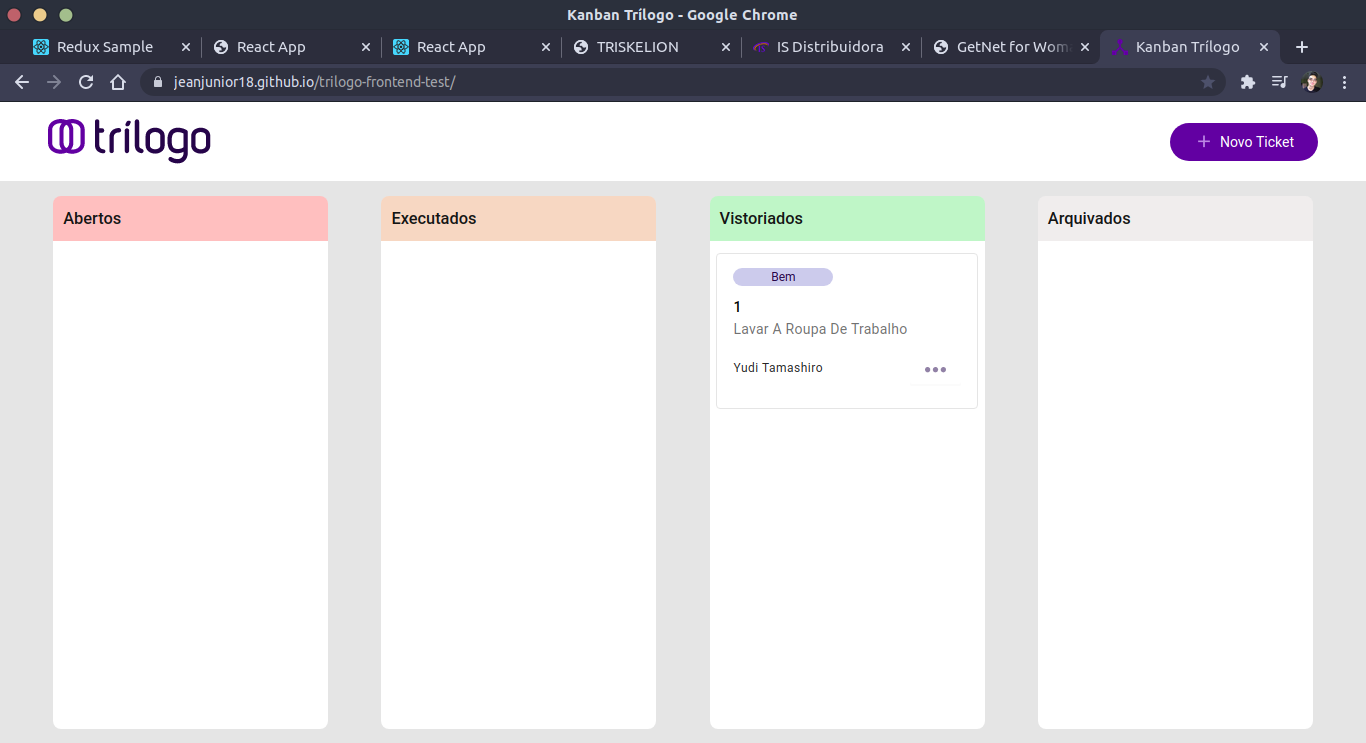 Kanban Trílogo - Google Chrome
Redux Sample
React App
React App
TRISKELION
IS Distribuidora
GetNet for Wom
Kanban Trílogo
jeanjunior18.github.io/trilogo-frontend-test/
trílogo
Novo Ticket
Abertos
Executados
Vistoriados
Arquivados
Bem
1
Lavar A Roupa De Trabalho
Yudi Tamashiro